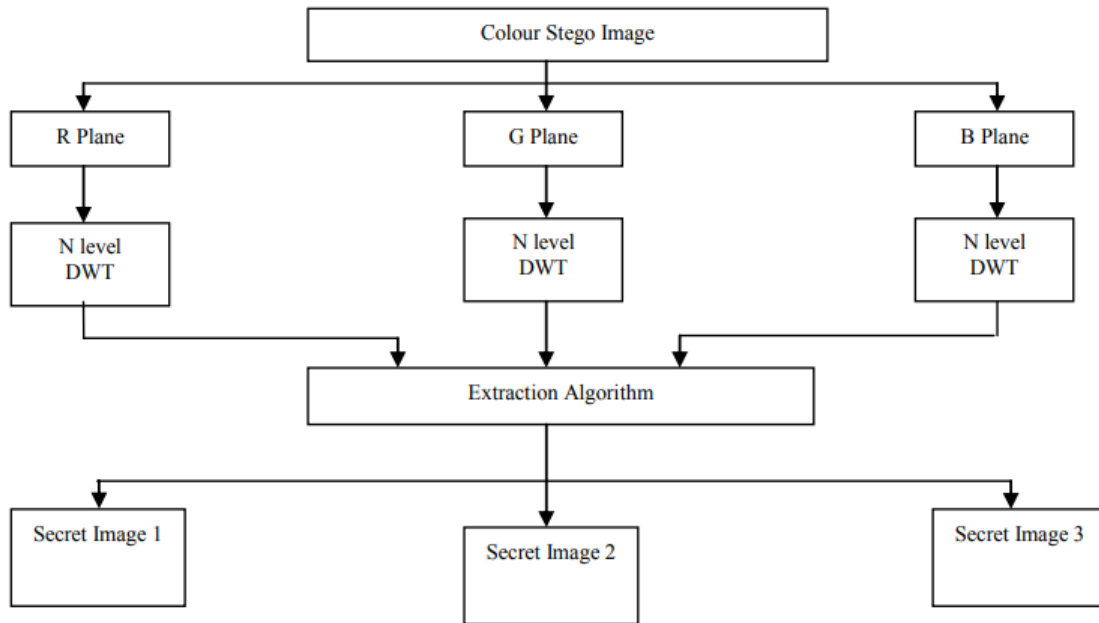 Colour Stego Image
R Plane
G Plane
B Plane
N level
DWT
N level
DWT
N level
DWT
Extraction Algorithm
Secret Image 1
Secret Image 2
Secret Image 3